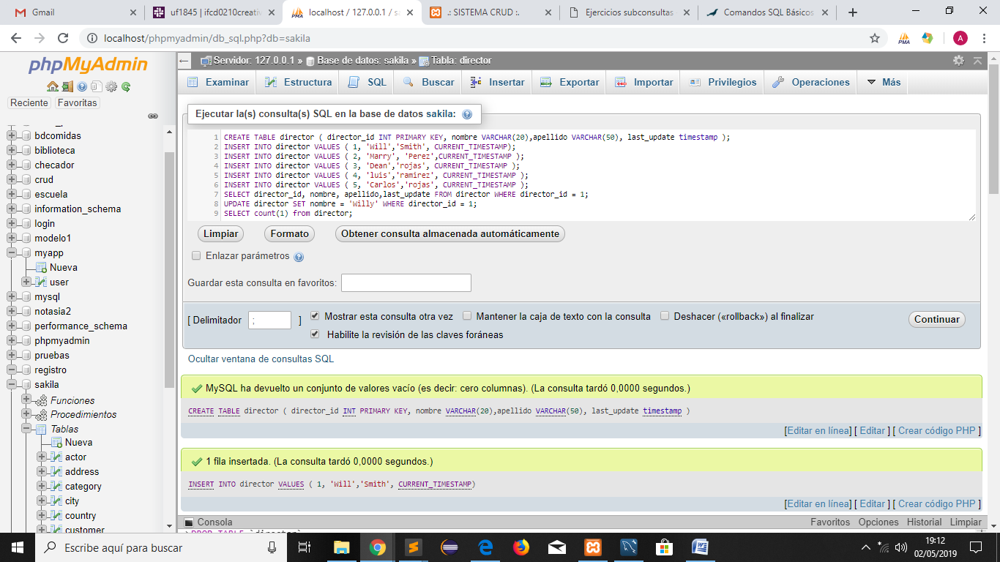 Gmail
uf1845 | ifcd0210creativ
localhost / 127.0.0.1 / sa
.: SISTEMA CRUD :.
Ejercicios subconsultas
Comandos SQL Básicos
localhost/phpmyadmin/db_sql.php?db=sakila
PMA
A
phpMyAdmin
Reciente
Favoritas
bdcomidas
biblioteca
checador
crud
escuela
information_schema
login
modelo1
myapp
Nueva
user
mysql
notasia2
performance_schema
phpmyadmin
pruebas
registro
sakila
Funciones
Procedimientos
Tablas
Nueva
actor
address
category
city
country
customer
Servidor: 127.0.0.1 » Base de datos: sakila » Tabla: director
Examinar
Estructura
SQL
Buscar
Insertar
Exportar
Importar
Privilegios
Operaciones
Más
Ejecutar la(s) consulta(s) SQL en la base de datos sakila:
1 CREATE TABLE director ( director_id INT PRIMARY KEY, nombre VARCHAR(20),apellido VARCHAR(50), last_update timestamp );
2 INSERT INTO director VALUES ( 1, 'Will','Smith', CURRENT_TIMESTAMP);
3 INSERT INTO director VALUES ( 2, 'Marry', 'Perez',CURRENT_TIMESTAMP );
4 INSERT INTO director VALUES ( 3, 'Dean','rojas', CURRENT_TIMESTAMP );
5 INSERT INTO director VALUES ( 4, 'luis','ramirez', CURRENT_TIMESTAMP );
6 INSERT INTO director VALUES ( 5, 'Carlos','rojas', CURRENT_TIMESTAMP );
7 SELECT director_id, nombre, apellido,last_update FROM director WHERE director_id = 1;
8 UPDATE director SET nombre = 'Willy' WHERE director_id = 1;
9 SELECT count(1) from director;
Limpiar
Formato
Obtener consulta almacenada automáticamente
Enlazar parámetros
Guardar esta consulta en favoritos:
[ Delimitador ; ]
Mostrar esta consulta otra vez
Mantener la caja de texto con la consulta
Deshacer («rollback») al finalizar
Habilite la revisión de las claves foráneas
Continuar
Ocultar ventana de consultas SQL
MySQL ha devuelto un conjunto de valores vacío (es decir: cero columnas). (La consulta tardó 0,0000 segundos.)
CREATE TABLE director ( director_id INT PRIMARY KEY, nombre VARCHAR(20),apellido VARCHAR(50), last_update timestamp )
[Editar en línea] [ Editar ] [ Crear código PHP ]
1 fila insertada. (La consulta tardó 0,0000 segundos.)
INSERT INTO director VALUES ( 1, 'Will','Smith', CURRENT_TIMESTAMP)
[Editar en línea] [ Editar ] [ Crear código PHP ]
Consola
Favoritos
Opciones
Historial
Limpiar
>DROP TABLE `director`
Escribe aquí para buscar
19:12
02/05/2019